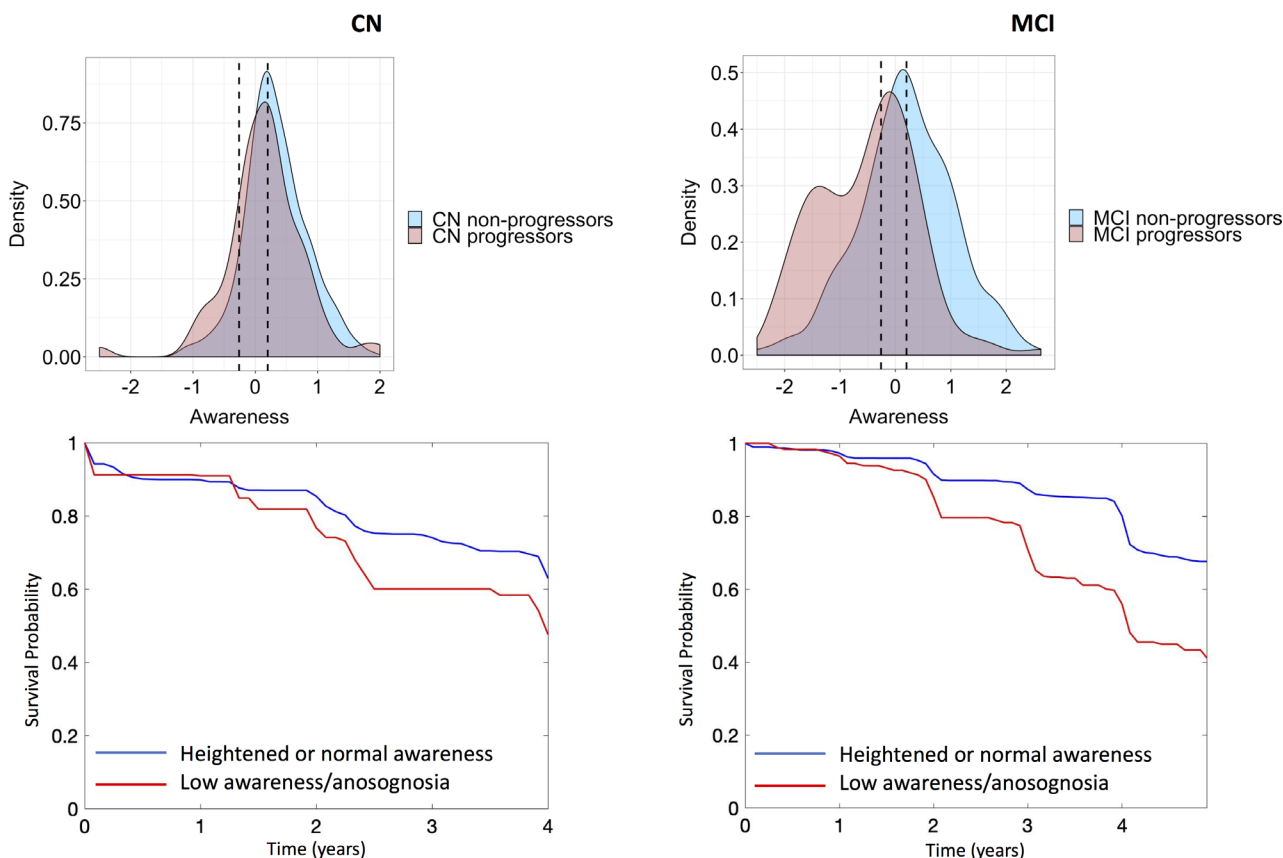 CN
MCI
0.75
0.50
0.25
0.00
Density
-2 -1 0 1 2
Awareness
CN non-progressors
CN progressors
0.5
0.4
0.3
0.2
0.1
0.0
Density
-2 -1 0 1 2
Awareness
MCI non-progressors
MCI progressors
1
0.8
0.6
0.4
0.2
0
Survival Probability
0 1 2 3 4
Time (years)
Heightened or normal awareness
Low awareness/anosognosia
1
0.8
0.6
0.4
0.2
0
Survival Probability
0 1 2 3 4
Time (years)
Heightened or normal awareness
Low awareness/anosognosia